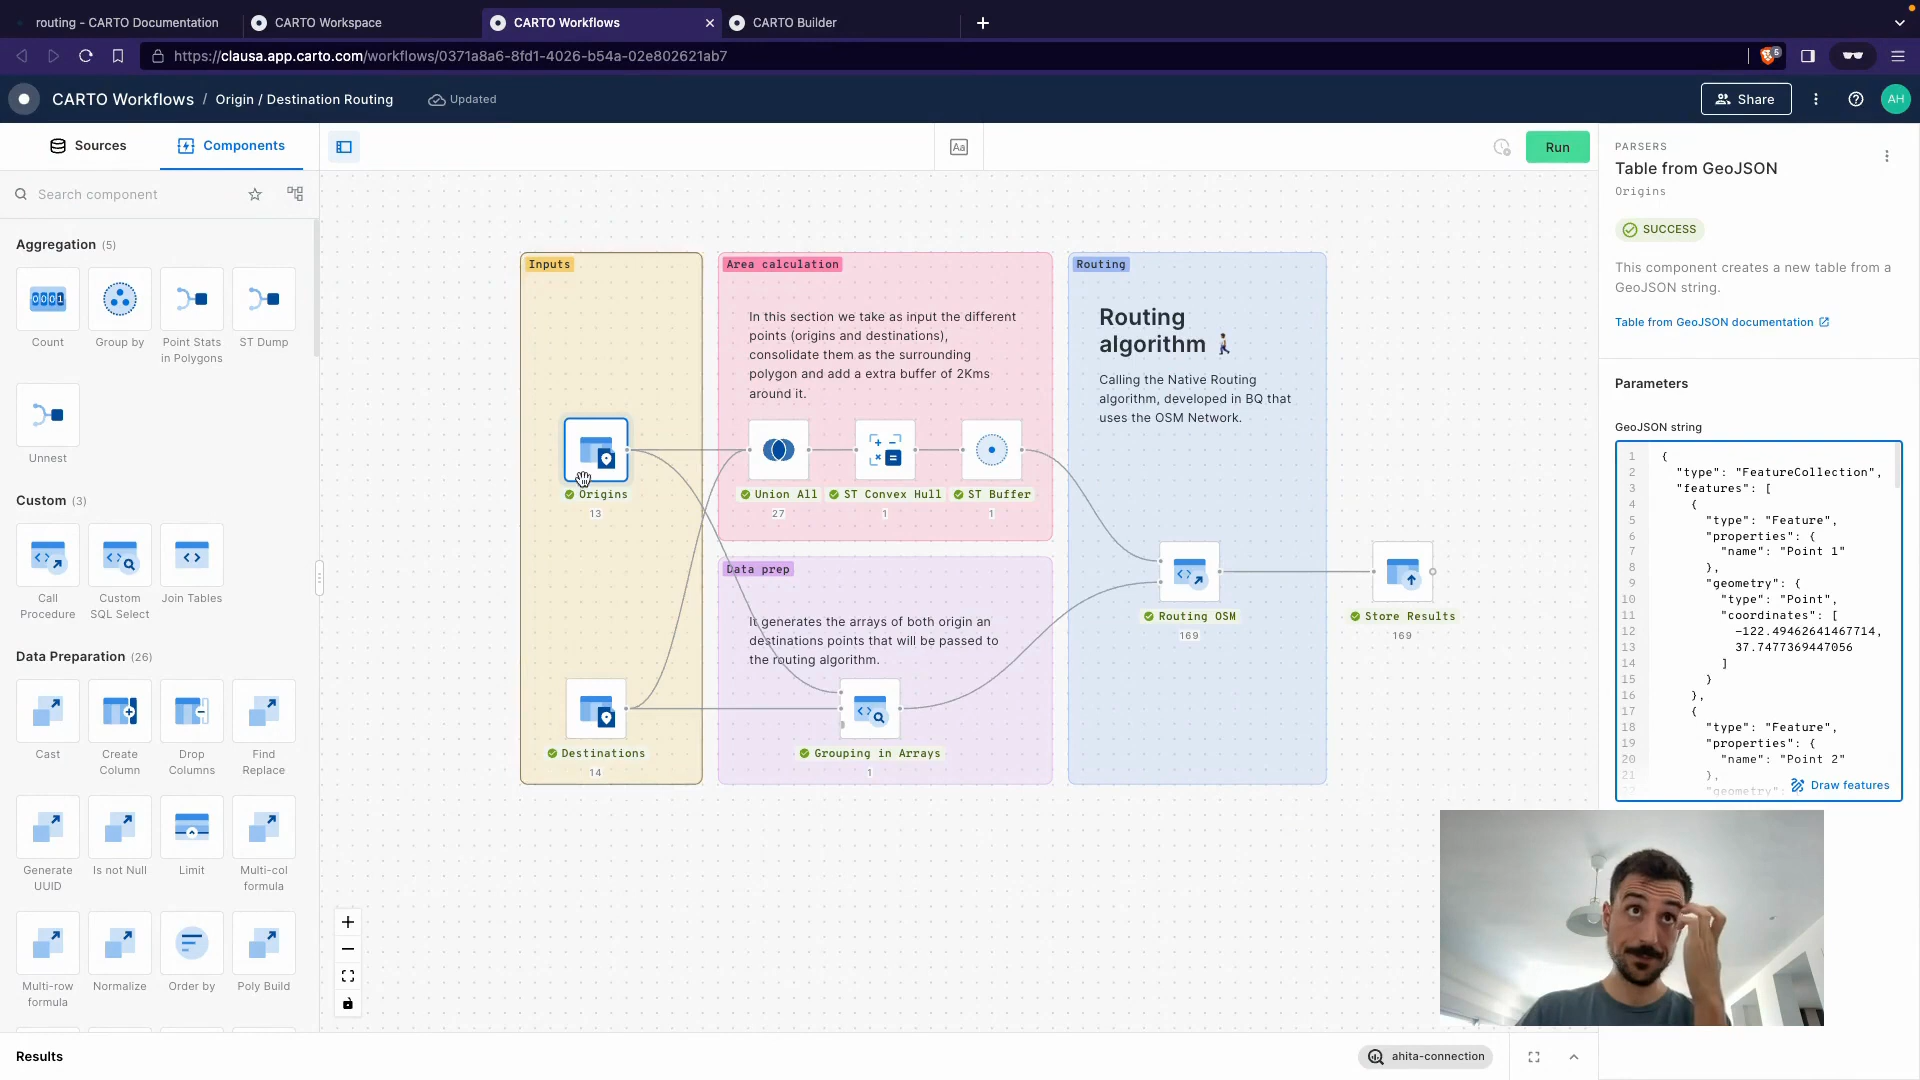 routing - CARTO Documentation
CARTO Workspace
CARTO Workflows
CARTO Builder
https://clausa.app.carto.com/workflows/0371a8a6-8fd1-4026-b54a-02e802621ab7
5
CARTO Workflows / Origin / Destination Routing
Updated
Share
AH
Sources
Components
Aa
Run
Search component
Aggregation (5)
0001
Count
Group by
Point Stats
in Polygons
ST Dump
Unnest
Custom (3)
Call
Procedure
Custom
SQL Select
Join Tables
Data Preparation (26)
Cast
Create
Column
Drop
Columns
Find
Replace
Generate
UUID
Is not Null
Limit
Multi-col
formula
Multi-row
formula
Normalize
Order by
Poly Build
Inputs
Origins
13
Destinations
14
Area calculation
In this section we take as input the different
points (origins and destinations),
consolidate them as the surrounding
polygon and add a extra buffer of 2Kms
around it.
Union All
27
ST Convex Hull
1
ST Buffer
1
Data prep
It generates the arrays of both origin an
destinations points that will be passed to
the routing algorithm.
Grouping in Arrays
1
Routing
Routing
algorithm
Calling the Native Routing
algorithm, developed in BQ that
uses the OSM Network.
Routing OSM
169
Store Results
169
PARSERS
Table from GeoJSON
Origins
SUCCESS
This component creates a new table from a
GeoJSON string.
Table from GeoJSON documentation
Parameters
GeoJSON string
1 {
2 "type": "FeatureCollection",
3 "features": [
4 {
5 "type": "Feature",
6 "properties": {
7 "name": "Point 1"
8 },
9 "geometry": {
10 "type": "Point",
11 "coordinates": [
12 -122.49462641467714,
13 37.7477369447056
14 ]
15 }
16 },
17 {
18 "type": "Feature",
19 "properties": {
20 "name": "Point 2"
21 },
22 "geometry":
Draw features
Results
ahita-connection